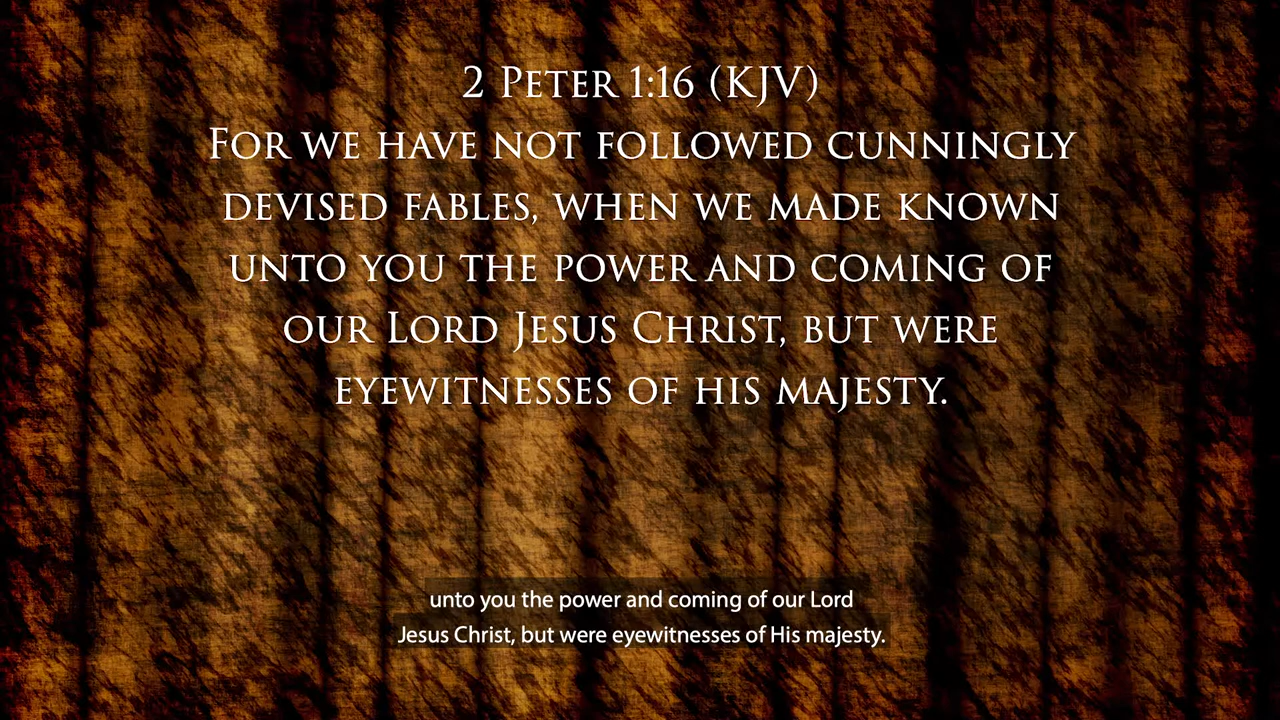 2 Peter 1:16 (KJV)
For we have not followed cunningly
devised fables, when we made known
unto you the power and coming of
our Lord Jesus Christ, but were
eyewitnesses of his majesty.
unto you the power and coming of our Lord
Jesus Christ, but were eyewitnesses of His majesty.